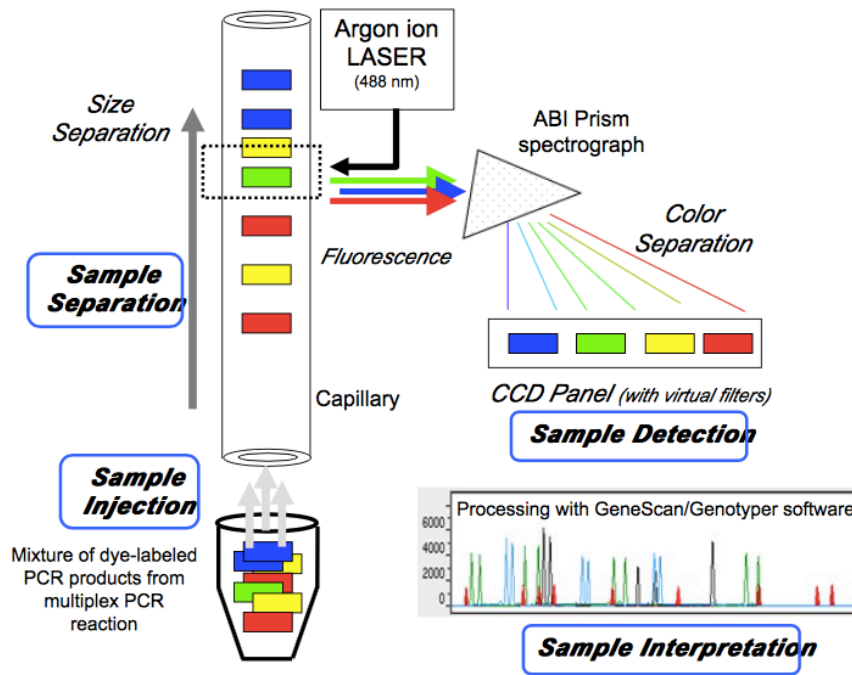 Argon ion
LASER
(488 nm)
Size
Separation
ABI Prism
spectrograph
Color
Separation
Fluorescence
Sample
Separation
Capillary
CCD Panel (with virtual filters)
Sample Detection
Sample
Injection
Mixture of dye-labeled
PCR products from
multiplex PCR
reaction
Processing with GeneScan/Genotyper software
6000
4000
2000
0
Sample Interpretation